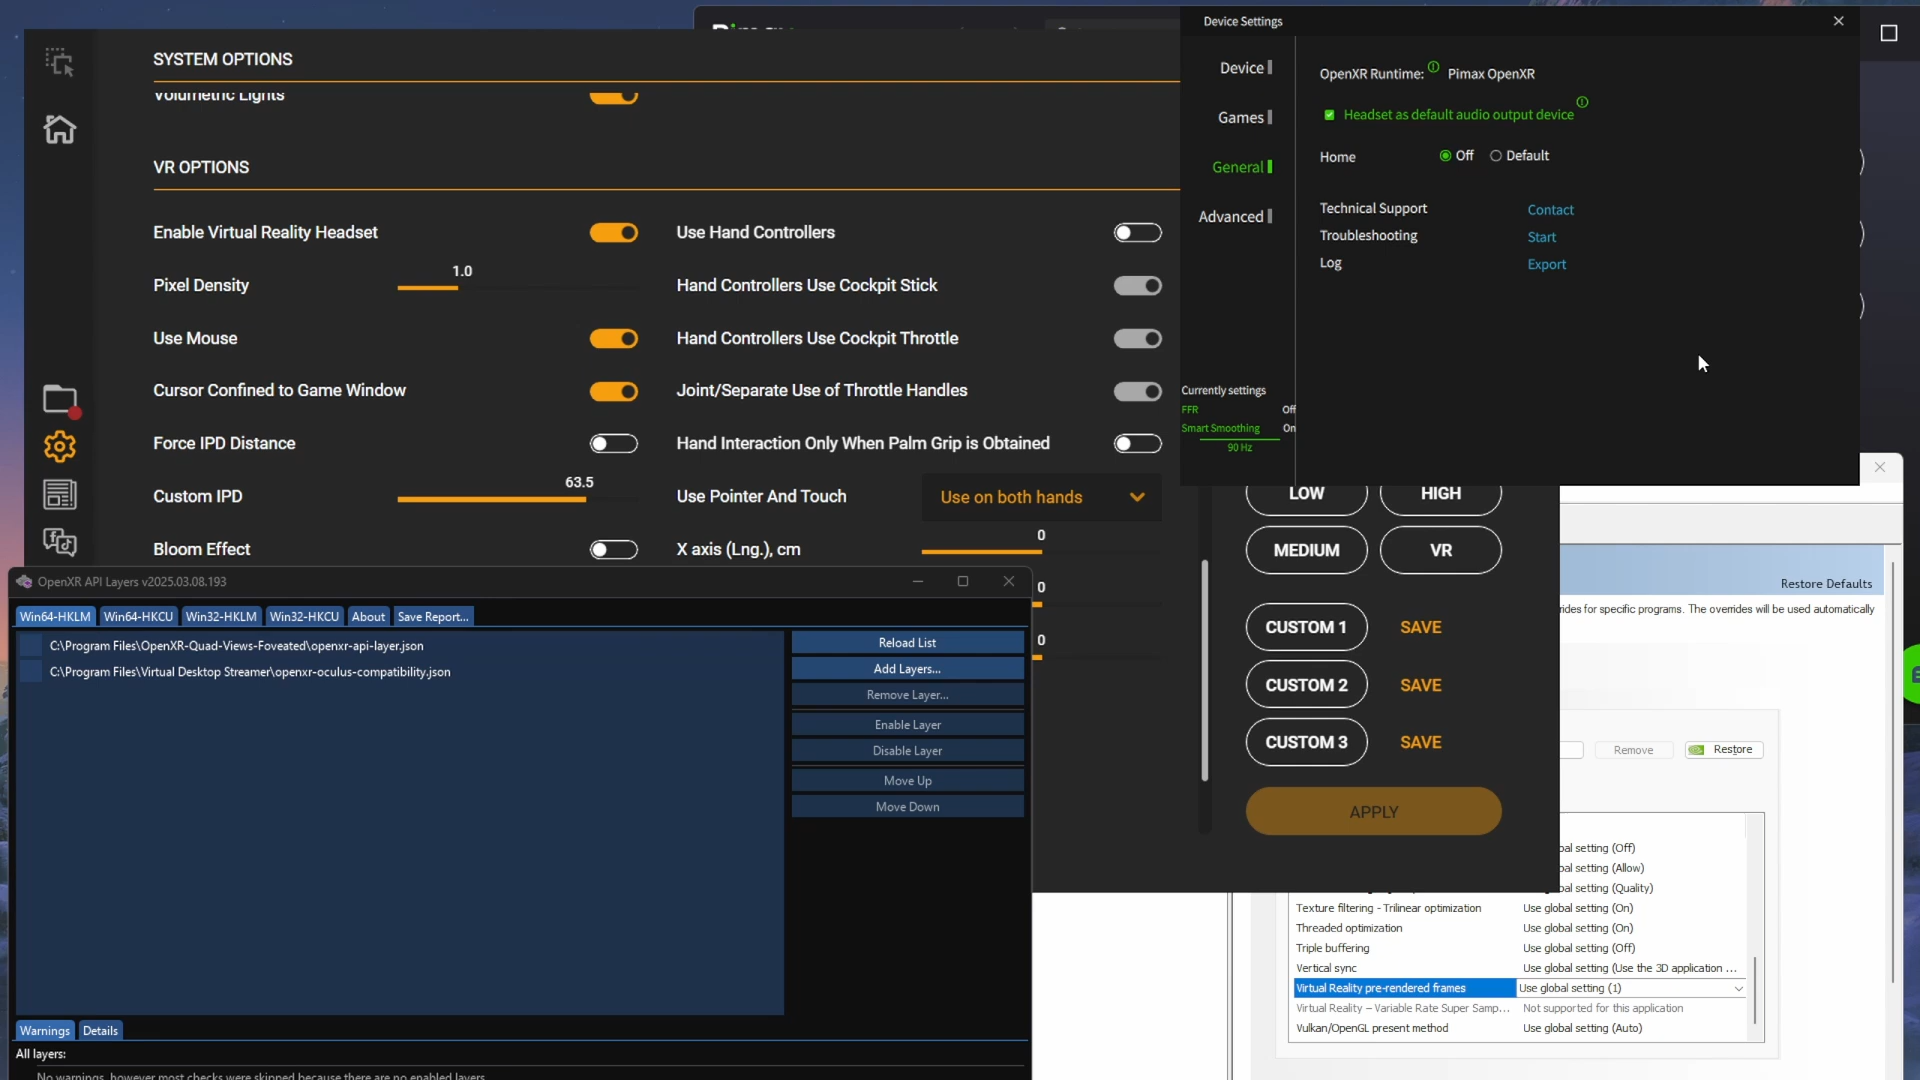 SYSTEM OPTIONS
Volumetric Lights
VR OPTIONS
Enable Virtual Reality Headset
Pixel Density
1.0
Use Mouse
Cursor Confined to Game Window
Force IPD Distance
Custom IPD
63.5
Bloom Effect
Use Hand Controllers
Hand Controllers Use Cockpit Stick
Hand Controllers Use Cockpit Throttle
Joint/Separate Use of Throttle Handles
Hand Interaction Only When Palm Grip is Obtained
Use Pointer And Touch
Use on both hands
X axis (Lng.), cm
0
0
0
Device Settings
Device
Games
General
Advanced
OpenXR Runtime:
Pimax OpenXR
Headset as default audio output device
Home
Off
Default
Technical Support
Contact
Troubleshooting
Start
Log
Export
Currently settings
FFR
Off
Smart Smoothing
On
90 Hz
LOW
HIGH
MEDIUM
VR
CUSTOM 1
SAVE
CUSTOM 2
SAVE
CUSTOM 3
SAVE
APPLY
OpenXR API Layers v2025.03.08.193
Win64-HKLM
Win64-HKCU
Win32-HKLM
Win32-HKCU
About
Save Report...
C:\Program Files\OpenXR-Quad-Views-Foveated\openxr-api-layer.json
C:\Program Files\Virtual Desktop Streamer\openxr-oculus-compatibility.json
Reload List
Add Layers...
Remove Layer...
Enable Layer
Disable Layer
Move Up
Move Down
Warnings
Details
All layers:
No warnings, however most checks were skipped because there are no enabled layers
Restore Defaults
rides for specific programs. The overrides will be used automatically
Remove
Restore
bal setting (Off)
bal setting (Allow)
bal setting (Quality)
Texture filtering - Trilinear optimization
Use global setting (On)
Threaded optimization
Use global setting (On)
Triple buffering
Use global setting (Off)
Vertical sync
Use global setting (Use the 3D application ...
Virtual Reality pre-rendered frames
Use global setting (1)
Virtual Reality – Variable Rate Super Samp...
Not supported for this application
Vulkan/OpenGL present method
Use global setting (Auto)